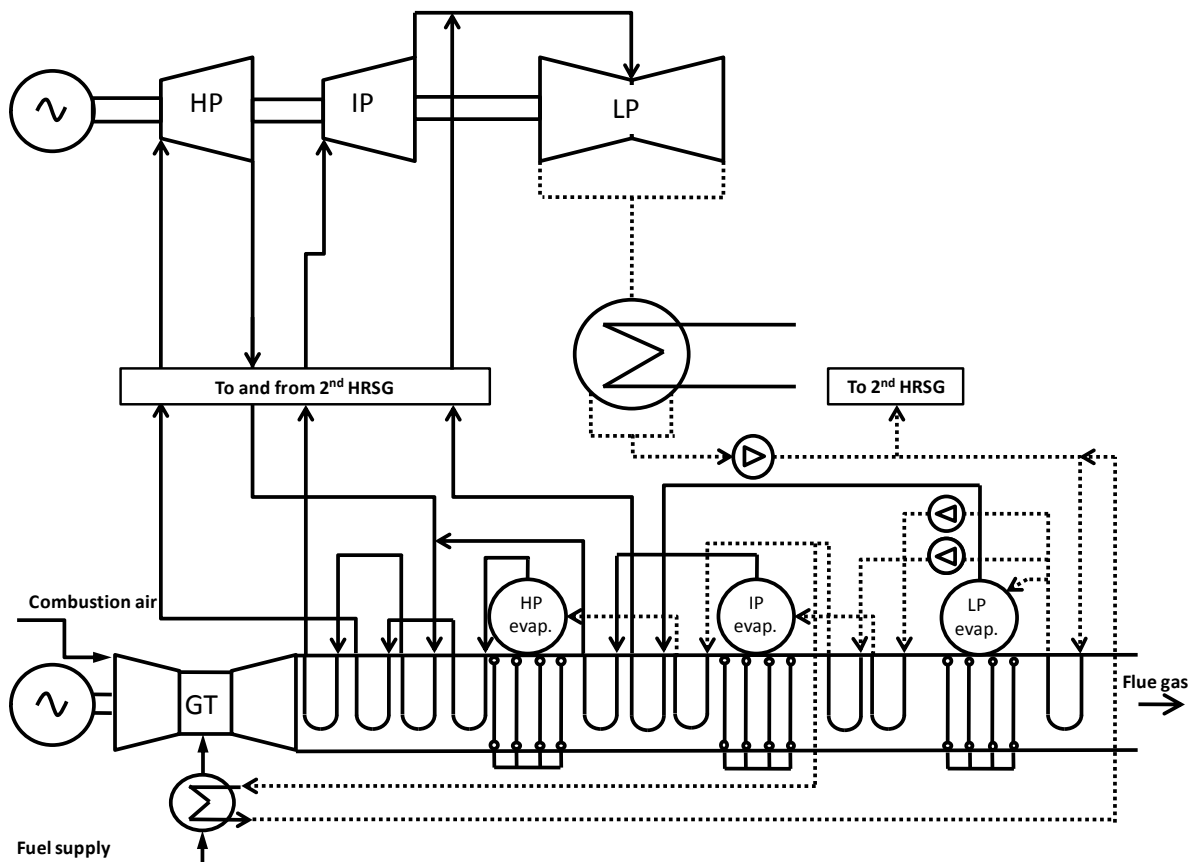 HP
IP
LP
To and from 2nd HRSG
To 2nd HRSG
Combustion air
HP
evap.
IP
evap.
LP
evap.
Flue gas
GT
Fuel supply